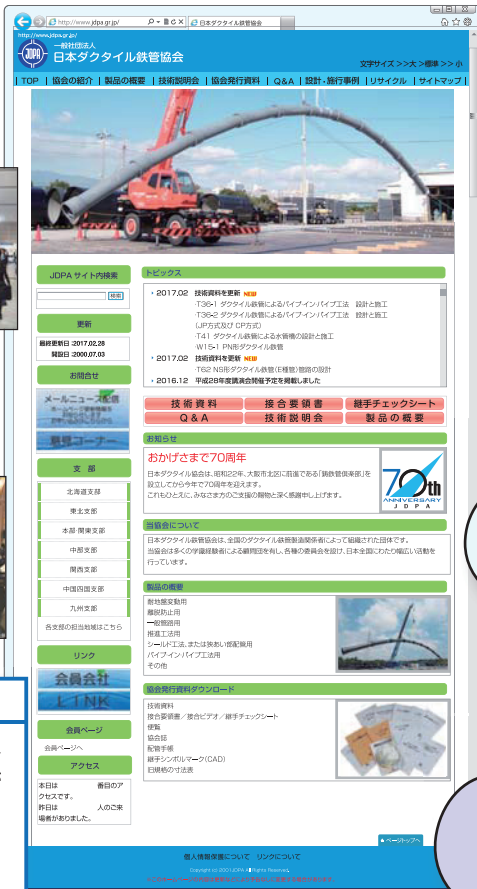 http://www.jdpa.gr.jp/
日本ダクタイル鉄管協会
http://www.jdpa.gr.jp/
JDPA
一般社団法人
日本ダクタイル鉄管協会
文字サイズ >>大 >標準 >> 小
| TOP | 協会の紹介 | 製品の概要 | 技術説明会 | 協会発行資料 | Q&A | 設計・施行事例 | リサイクル | サイトマップ |
JDPA サイト内検索
検索
更新
最終更新日:2017.02.28
開設日:2000.07.03
お問合せ
メールニュース配信
支 部
北海道支部
東北支部
本部・関東支部
中部支部
関西支部
中国四国支部
九州支部
各支部の担当地域はこちら
リンク
会員会社
LINK
会員ページ
会員ページへ
アクセス
本日は 番目のア
クセスです。
昨日は 人のご来
場者がありました。
トピックス
・2017.02 技術資料を更新 NEW
・T36-1 ダクタイル鉄管によるパイプ・イン・パイプ工法 設計と施工
・T36-2 ダクタイル鉄管によるパイプ・イン・パイプ工法 設計と施工
(JP方式及び CP方式)
・T41 ダクタイル鉄管による水管橋の設計と施工
・W15-1 PN形ダクタイル鉄管
・2017.02 技術資料を更新 NEW
・T62 NS形ダクタイル鉄管(E種管)管路の設計
・2016.12 平成28年度講演会開催予定を掲載しました
技 術 資 料 接 合 要 領 書 継手チェックシート
Q & A 技 術 説 明 会 製 品 の 概 要
お知らせ
おかげさまで70周年
日本ダクタイル協会は、昭和22年、大阪市北区に前進である「鋳鉄管倶楽部」を
設立してから今年で70周年を迎えます。
これもひとえに、みなさま方のご支援の賜物と深く感謝申し上げます。
70th
ANNIVERSARY
JDPA
当協会について
日本ダクタイル鉄管協会は、全国のダクタイル鉄管製造関係者によって組織された団体です。
当協会は多くの学識経験者による顧問団を有し、各種の委員会を設け、日本全国にわたり幅広い活動を
行っています。
製品の概要
耐地盤変動用
離脱防止用
一般管路用
推進工法用
シールド工法、または狭あい部配管用
パイプ・イン・パイプ工法用
その他
協会発行資料ダウンロード
技術資料
接合要領書/接合ビデオ/継手チェックシート
便覧
協会誌
配管手帳
継手シンボルマーク(CAD)
旧規格の寸法表
▲ ページトップへ
個人情報保護について リンクについて